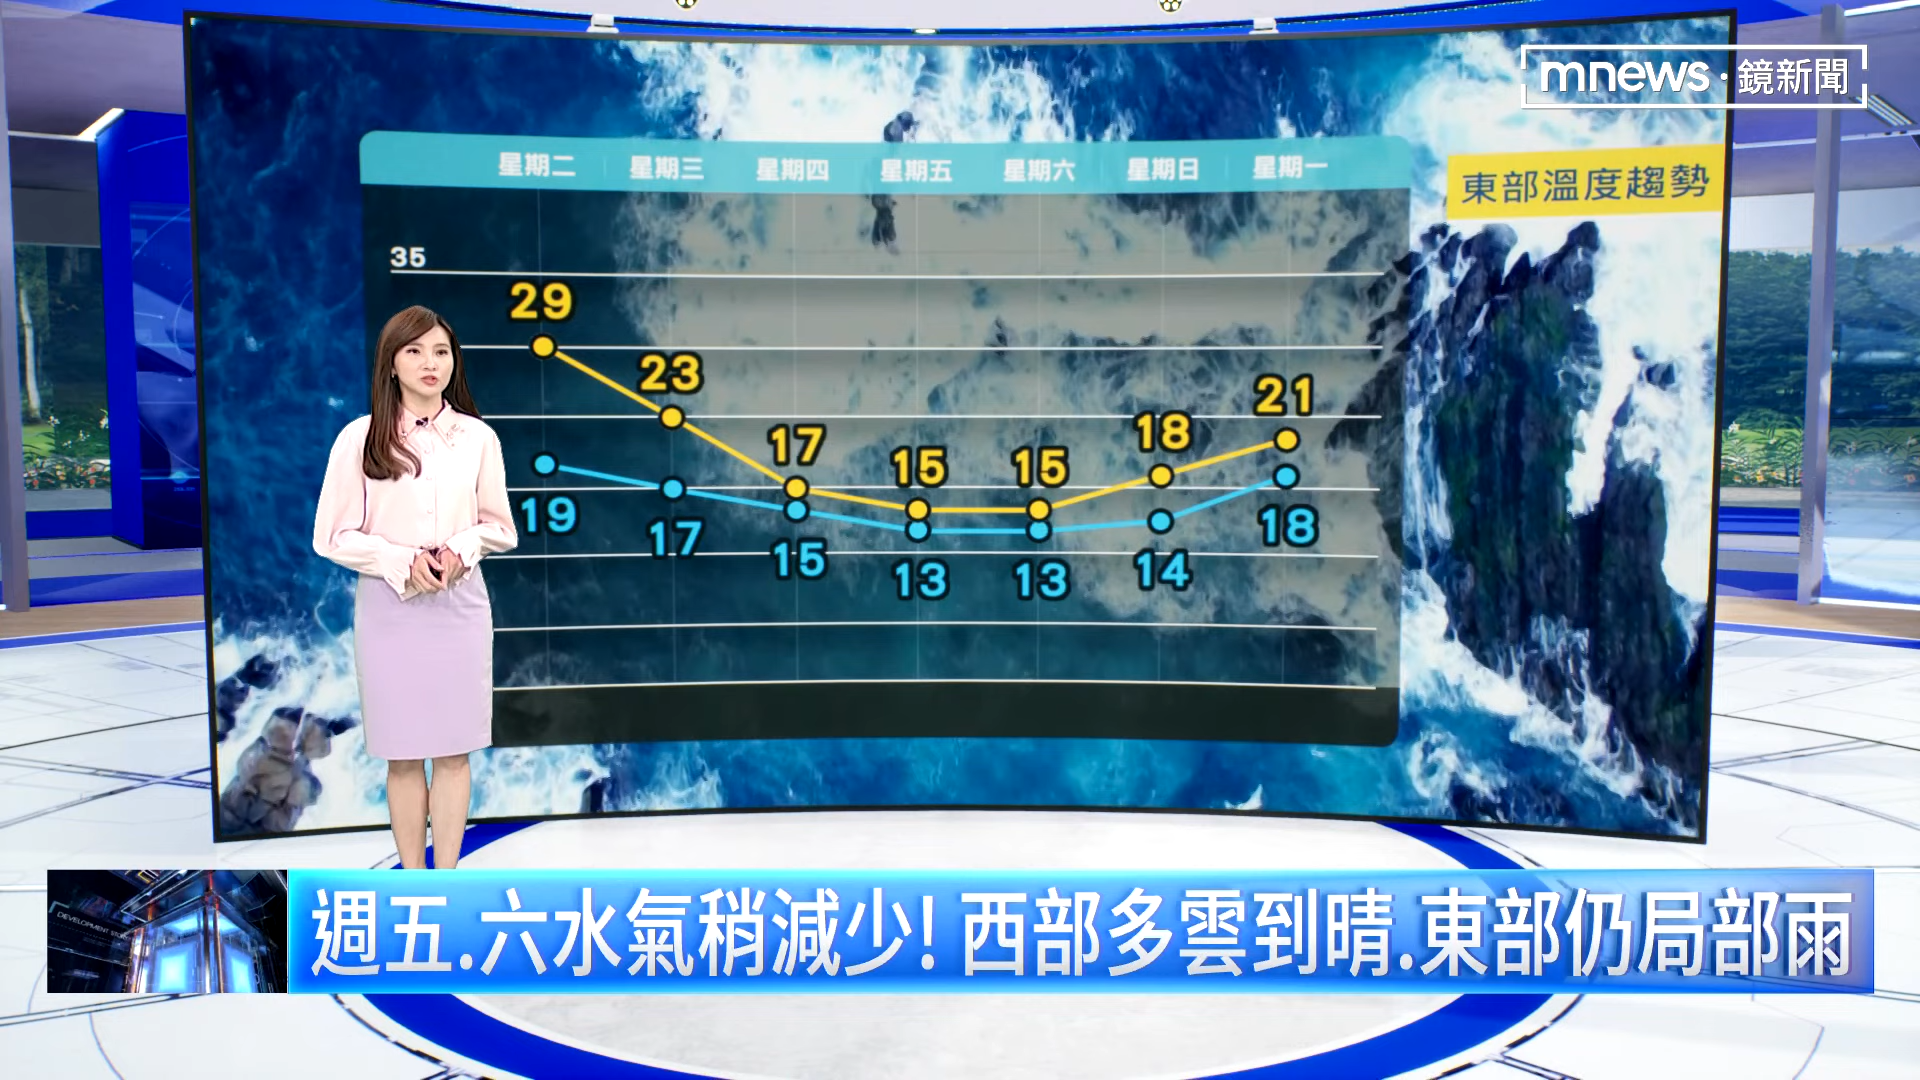 mnews·鏡新聞
東部溫度趨勢
星期二 星期三 星期四 星期五 星期六 星期日 星期一
35
29 23 17 15 15 18 21
19 17 15 13 13 14 18
DEVELOPMENT
週五.六水氣稍減少! 西部多雲到晴.東部仍局部雨